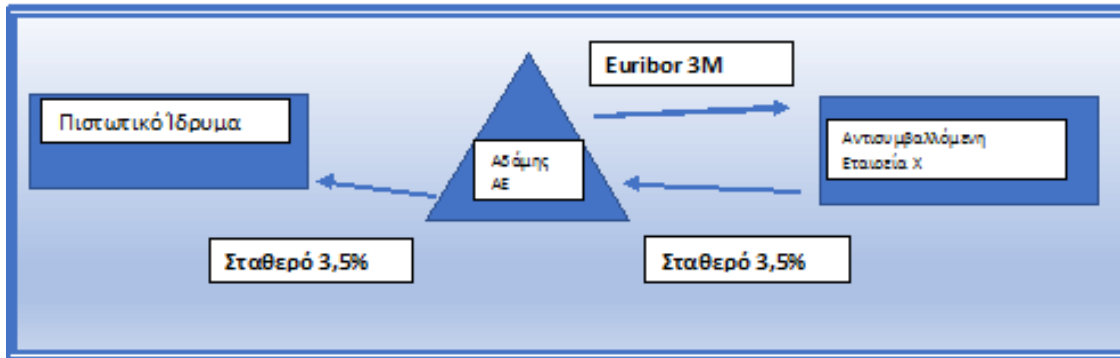 Euribor 3M
Πιστωτικό Ίδρυμα
Αδάμης
ΑΕ
Αντισυμβαλλόμενη
Εταιρεία Χ
Σταθερό 3,5%
Σταθερό 3,5%